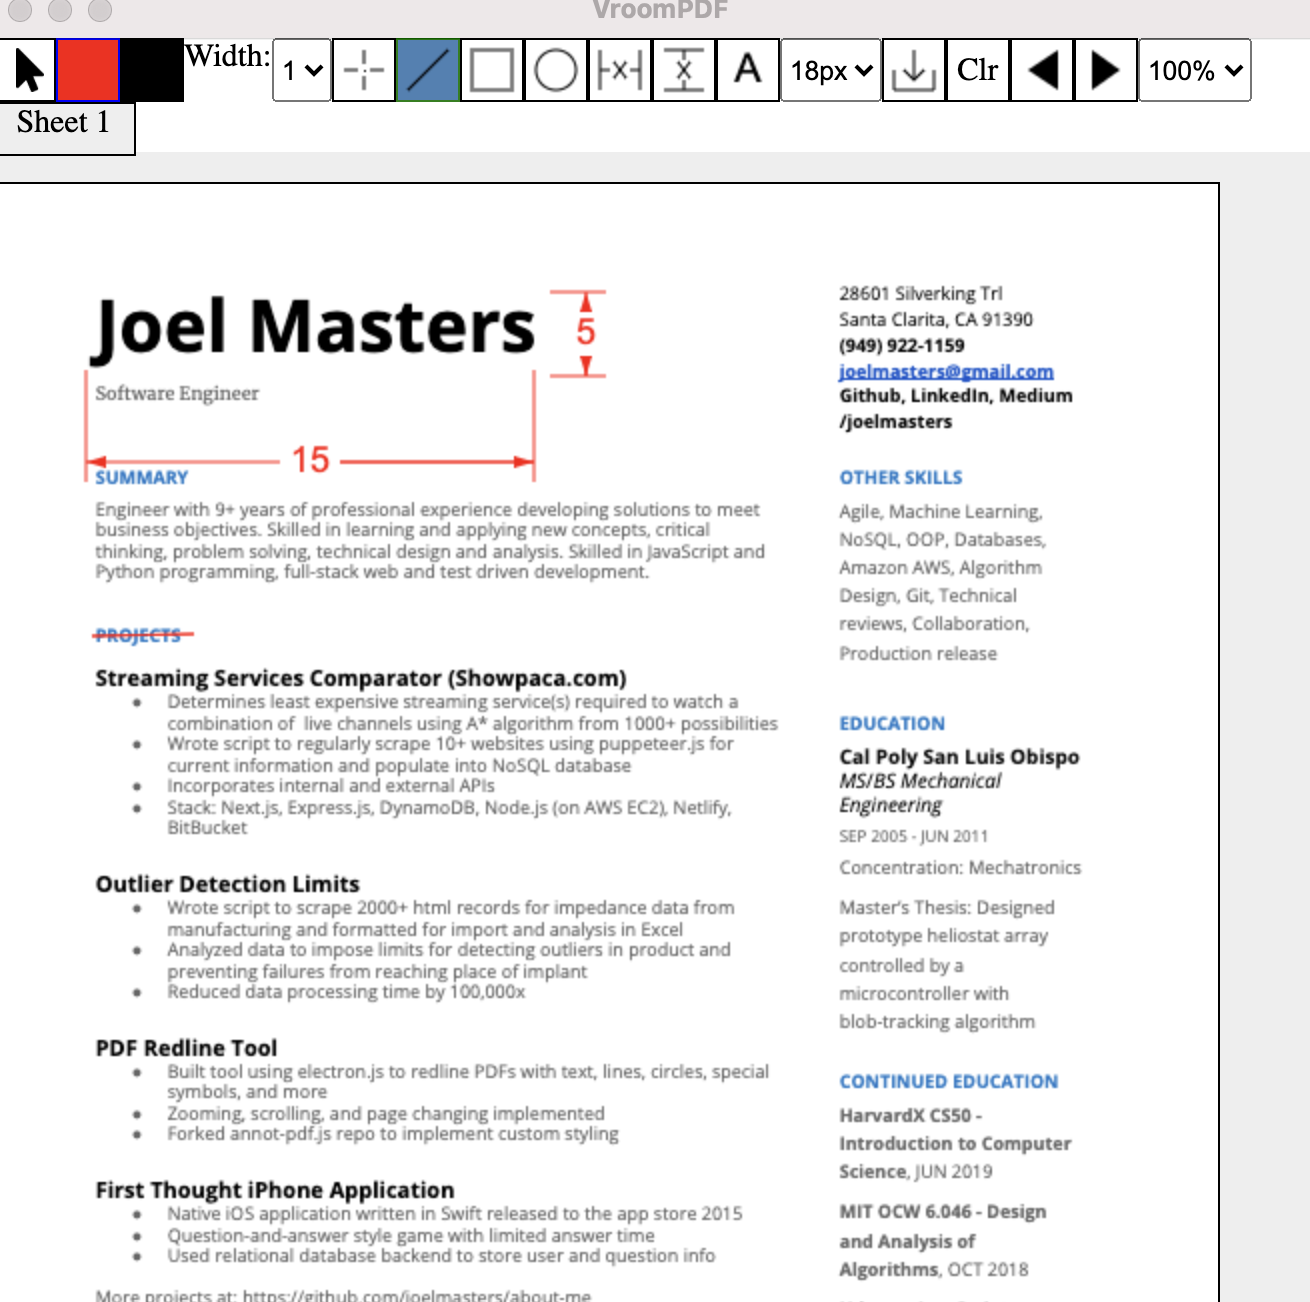 VroomPDF
Width: 1 A 18px Clr 100%
Sheet 1
Joel Masters
5
Software Engineer
15
SUMMARY
Engineer with 9+ years of professional experience developing solutions to meet
business objectives. Skilled in learning and applying new concepts, critical
thinking, problem solving, technical design and analysis. Skilled in JavaScript and
Python programming, full-stack web and test driven development.
PROJECTS
Streaming Services Comparator (Showpaca.com)
• Determines least expensive streaming service(s) required to watch a
combination of live channels using A* algorithm from 1000+ possibilities
• Wrote script to regularly scrape 10+ websites using puppeteer.js for
current information and populate into NoSQL database
• Incorporates internal and external APIs
• Stack: Next.js, Express.js, DynamoDB, Node.js (on AWS EC2), Netlify,
BitBucket
Outlier Detection Limits
• Wrote script to scrape 2000+ html records for impedance data from
manufacturing and formatted for import and analysis in Excel
• Analyzed data to impose limits for detecting outliers in product and
preventing failures from reaching place of implant
• Reduced data processing time by 100,000x
PDF Redline Tool
• Built tool using electron.js to redline PDFs with text, lines, circles, special
symbols, and more
• Zooming, scrolling, and page changing implemented
• Forked annot-pdf.js repo to implement custom styling
First Thought iPhone Application
• Native iOS application written in Swift released to the app store 2015
• Question-and-answer style game with limited answer time
• Used relational database backend to store user and question info
More projects at: https://github.com/joelmasters/about-me
28601 Silverking Trl
Santa Clarita, CA 91390
(949) 922-1159
joelmasters@gmail.com
Github, LinkedIn, Medium
/joelmasters
OTHER SKILLS
Agile, Machine Learning,
NoSQL, OOP, Databases,
Amazon AWS, Algorithm
Design, Git, Technical
reviews, Collaboration,
Production release
EDUCATION
Cal Poly San Luis Obispo
MS/BS Mechanical
Engineering
SEP 2005 - JUN 2011
Concentration: Mechatronics
Master's Thesis: Designed
prototype heliostat array
controlled by a
microcontroller with
blob-tracking algorithm
CONTINUED EDUCATION
HarvardX CS50 -
Introduction to Computer
Science, JUN 2019
MIT OCW 6.046 - Design
and Analysis of
Algorithms, OCT 2018